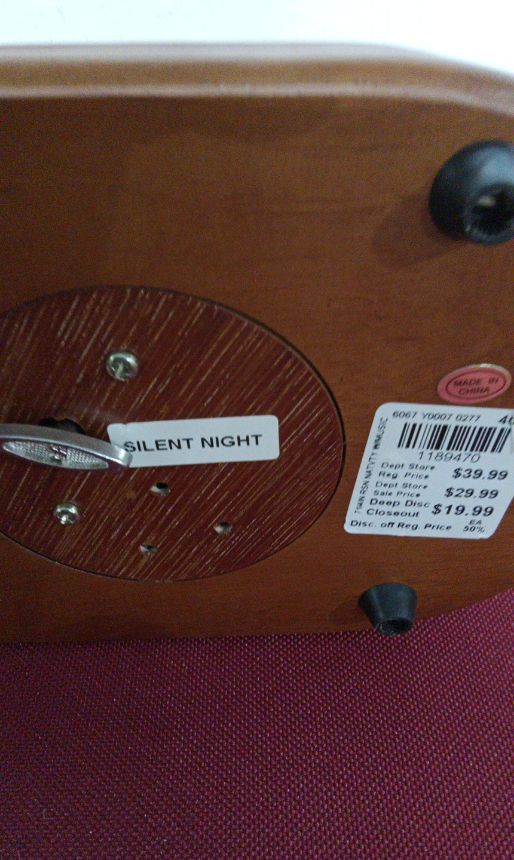 MADE IN
CHINA
SILENT NIGHT
6067 Y0007 0277
1189470
Dept Store
Reg. Price $39.99
Dept Store
Sale Price $29.99
Deep Disc
Closeout $19.99
EA
Disc. off Reg. Price 50%